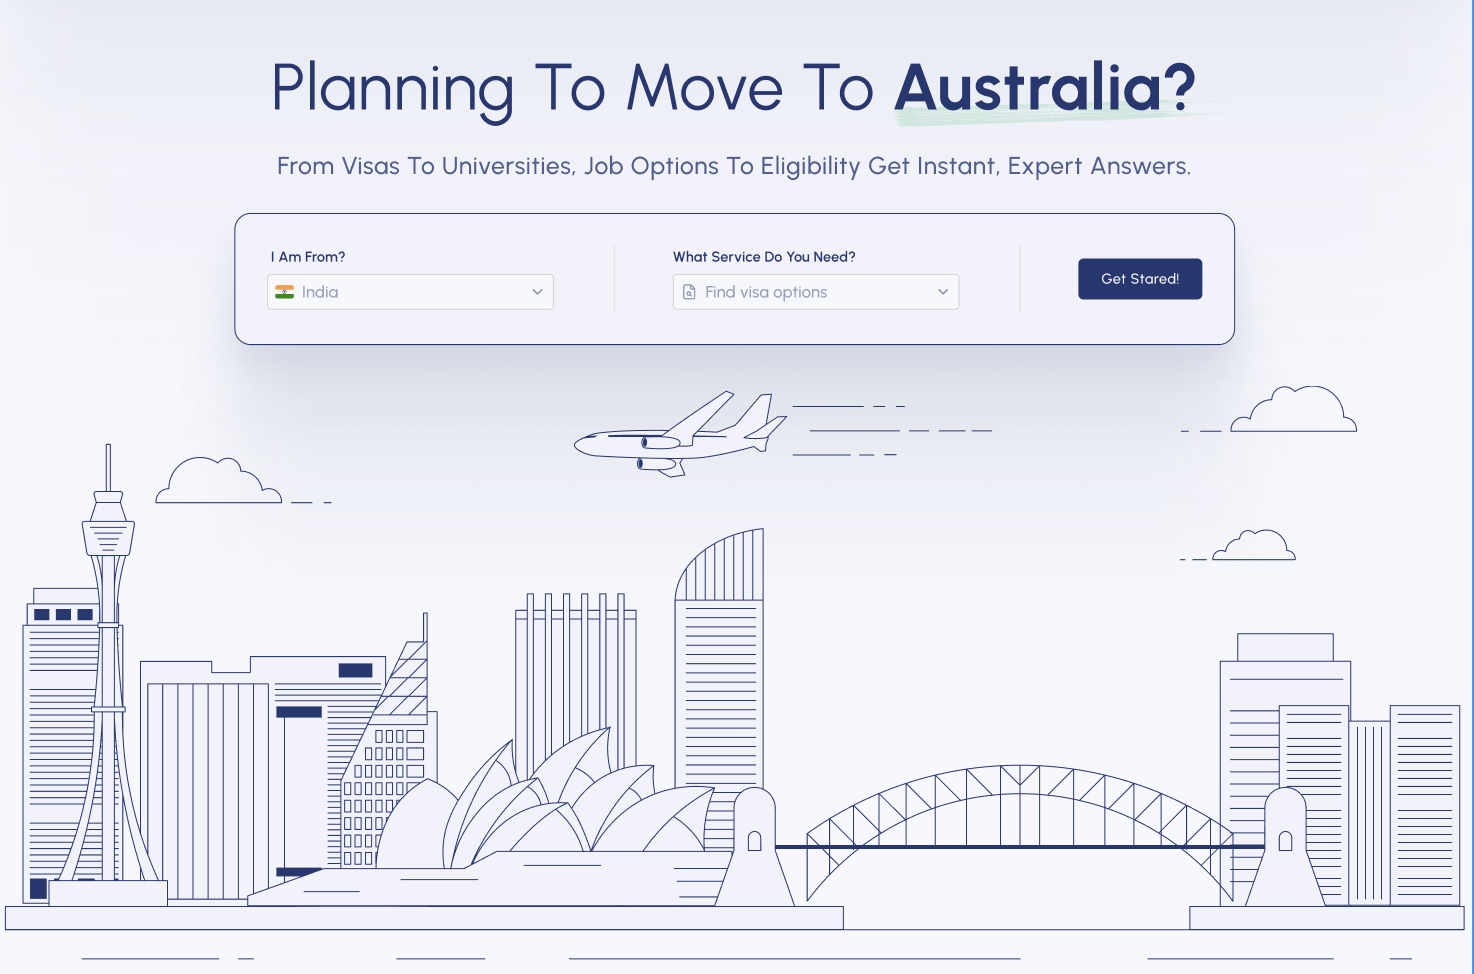 Planning To Move To Australia?
From Visas To Universities, Job Options To Eligibility Get Instant, Expert Answers.
I Am From?
India
What Service Do You Need?
Find visa options
Get Stared!